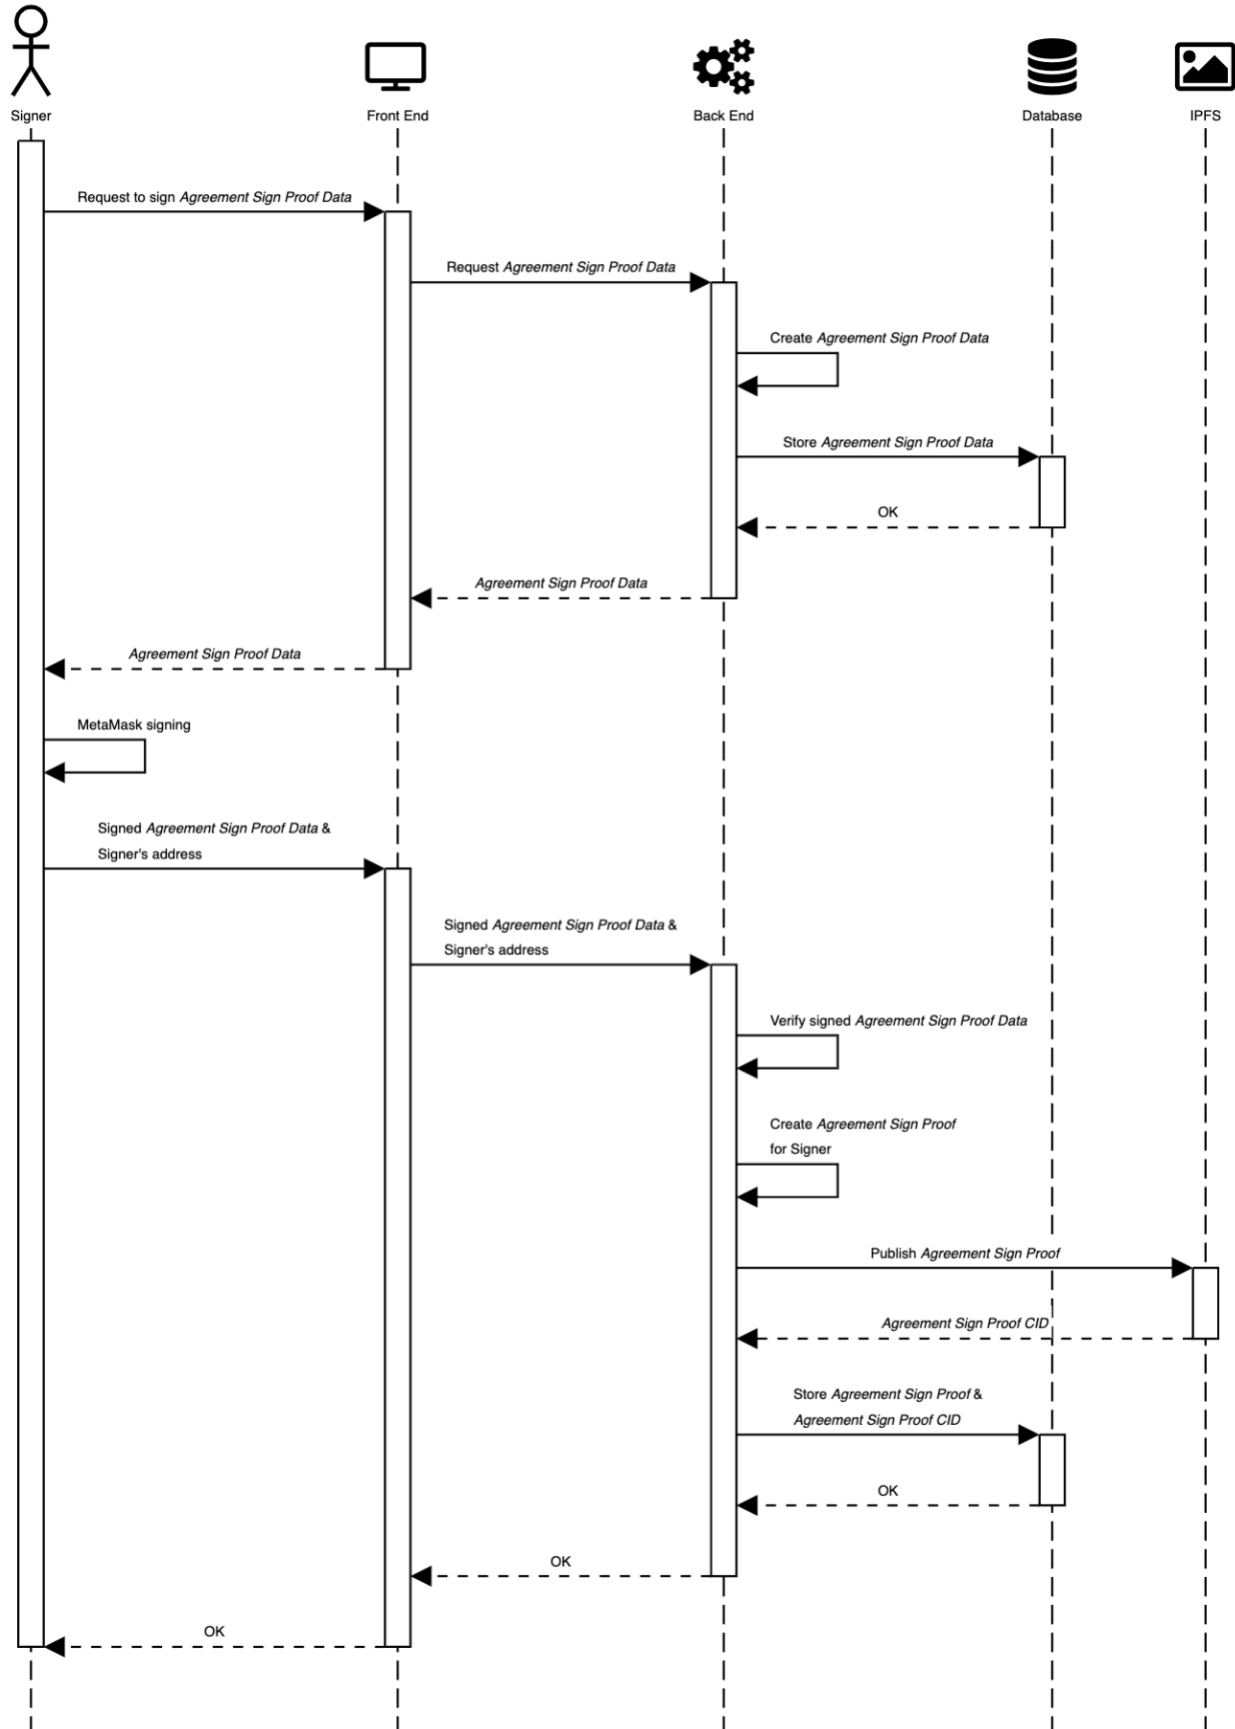 Signer
Front End
Back End
Database
IPFS
Request to sign Agreement Sign Proof Data
Request Agreement Sign Proof Data
Create Agreement Sign Proof Data
Store Agreement Sign Proof Data
OK
Agreement Sign Proof Data
Agreement Sign Proof Data
MetaMask signing
Signed Agreement Sign Proof Data &
Signer's address
Signed Agreement Sign Proof Data &
Signer's address
Verify signed Agreement Sign Proof Data
Create Agreement Sign Proof
for Signer
Publish Agreement Sign Proof
Agreement Sign Proof CID
Store Agreement Sign Proof &
Agreement Sign Proof CID
OK
OK
OK